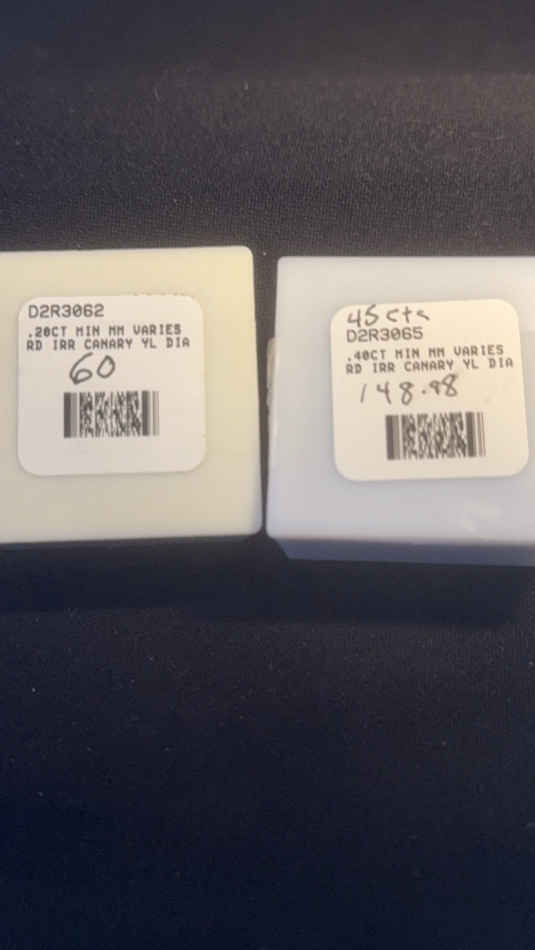 D2R3062
.20CT MIN MM VARIES
RD IRR CANARY YL DIA
60
45 cts
D2R3065
.40CT MIN MM VARIES
RD IRR CANARY YL DIA
148.98